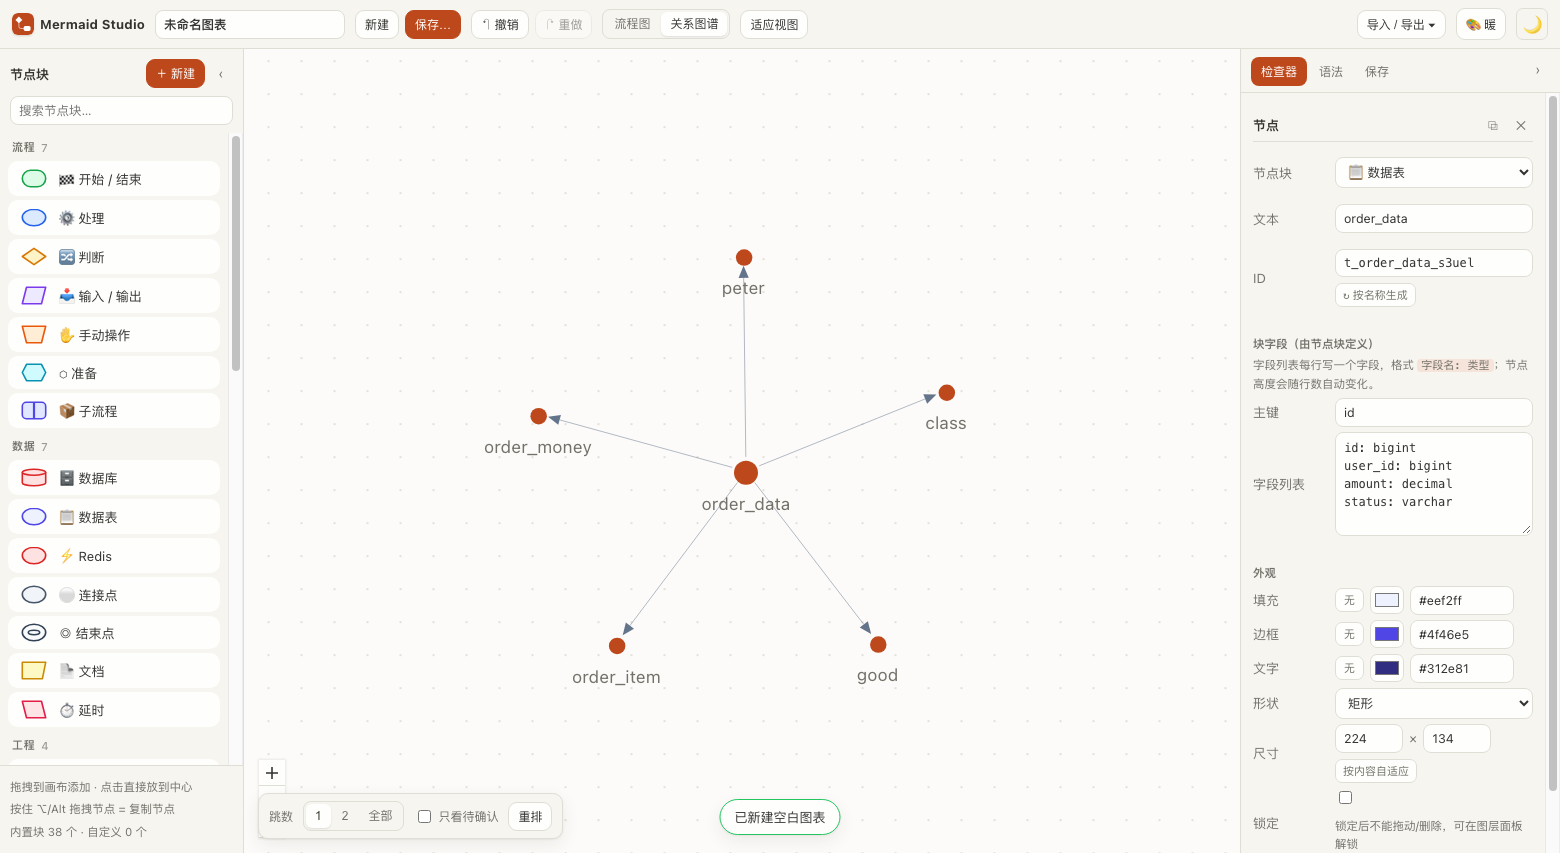 Mermaid Studio
未命名图表
新建
保存...
撤销
重做
流程图
关系图谱
适应视图
导入 / 导出
暖
节点块
＋ 新建
搜索节点块...
流程 7
开始 / 结束
处理
判断
输入 / 输出
手动操作
准备
子流程
数据 7
数据库
数据表
Redis
连接点
结束点
文档
延时
工程 4
拖拽到画布添加 · 点击直接放到中心
按住 ⌥/Alt 拖拽节点 = 复制节点
内置块 38 个 · 自定义 0 个
peter
class
order_money
order_data
order_item
good
+
跳数
1
2
全部
只看待确认
重排
已新建空白图表
检查器
语法
保存
节点
节点块
数据表
文本
order_data
ID
t_order_data_s3uel
↻ 按名称生成
块字段（由节点块定义）
字段列表每行写一个字段，格式 字段名: 类型；节点
高度会随行数自动变化。
主键
id
字段列表
id: bigint
user_id: bigint
amount: decimal
status: varchar
外观
填充
无
#eef2ff
边框
无
#4f46e5
文字
无
#312e81
形状
矩形
尺寸
224
×
134
按内容自适应
锁定
锁定后不能拖动/删除，可在图层面板
解锁